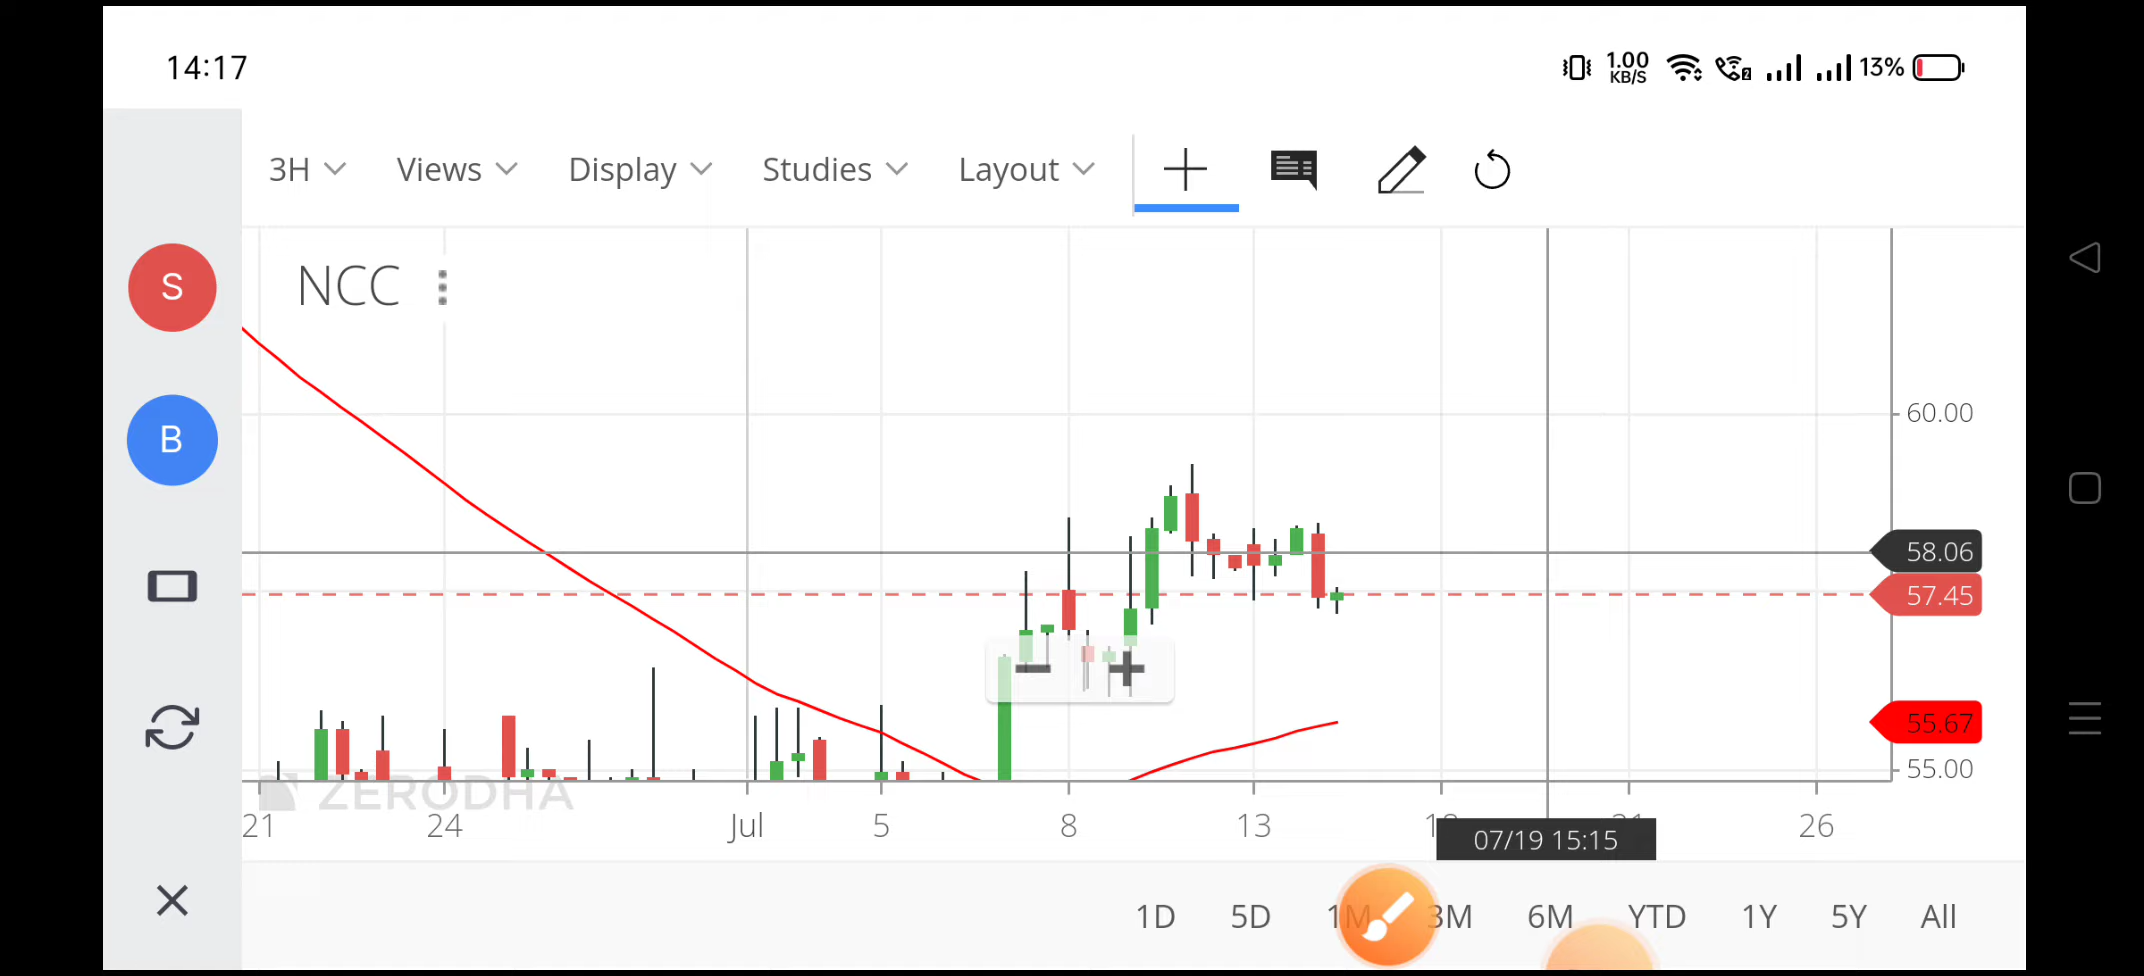 14:17
1.00 KB/S 2 13%
3H Views Display Studies Layout
S
NCC
60.00
B
58.06
57.45
55.67
55.00
ZERODHA
21 24 Jul 5 8 13 26
07/19 15:15
1D 5D 1M 3M 6M YTD 1Y 5Y All